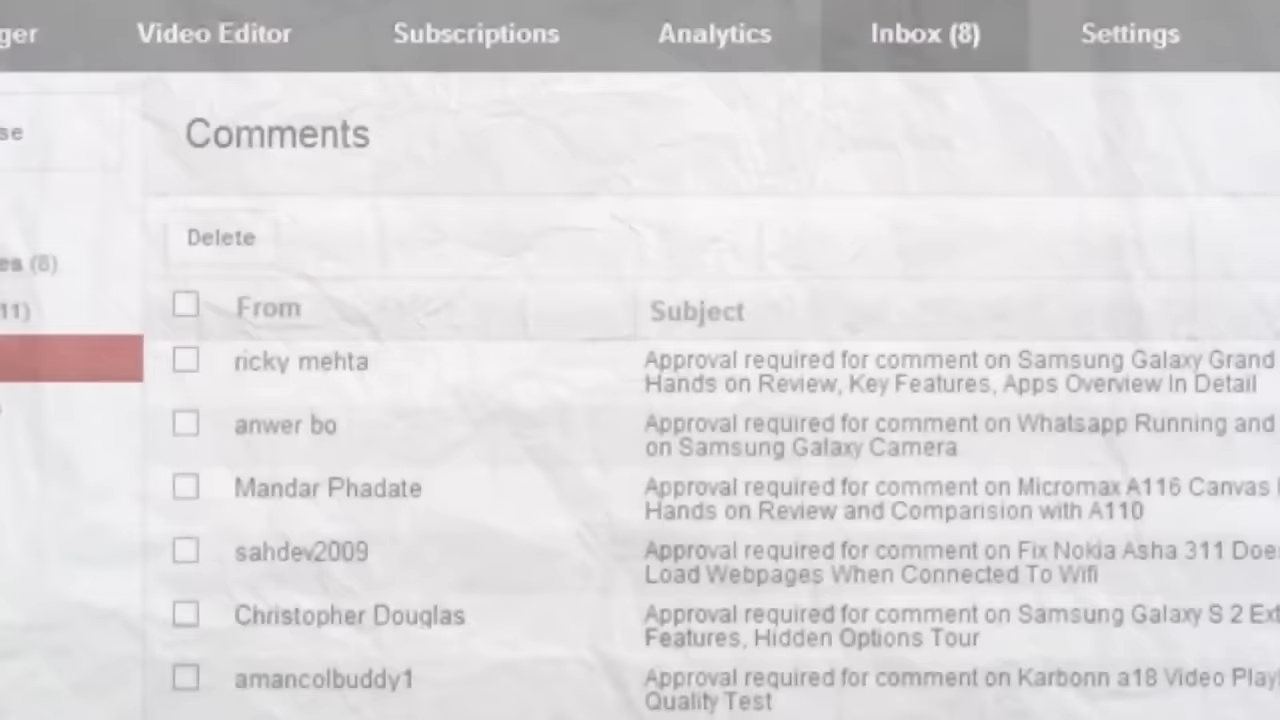 ger Video Editor Subscriptions Analytics Inbox (8) Settings
se
Comments
Delete
es (8)
11)
From Subject
ricky mehta Approval required for comment on Samsung Galaxy Grand
Hands on Review, Key Features, Apps Overview In Detail
anwer bo Approval required for comment on Whatsapp Running and
on Samsung Galaxy Camera
Mandar Phadate Approval required for comment on Micromax A116 Canvas
Hands on Review and Comparision with A110
sahdev2009 Approval required for comment on Fix Nokia Asha 311 Doe
Load Webpages When Connected To Wifi
Christopher Douglas Approval required for comment on Samsung Galaxy S 2 Ext
Features, Hidden Options Tour
amancolbuddy1 Approval required for comment on Karbonn a18 Video Play
Quality Test